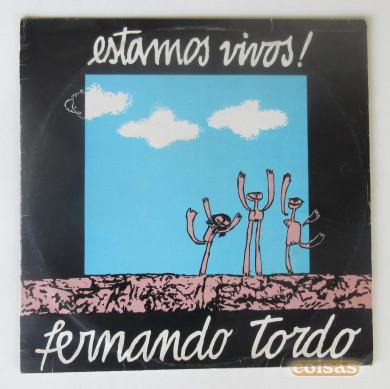 estamos vivos!
fernando tordo
coisas